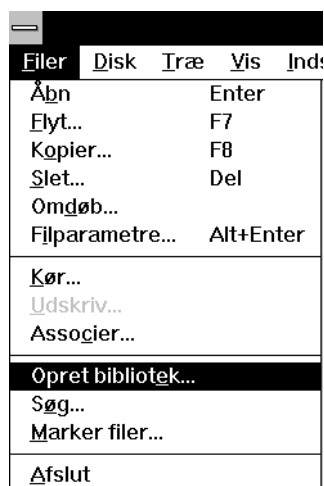 Filer Disk Træ Vis Inds
Åbn Enter
Flyt... F7
Kopier... F8
Slet... Del
Omdøb...
Filparametre... Alt+Enter
Kør...
Udskriv...
Associer...
Opret bibliotek...
Søg...
Marker filer...
Afslut